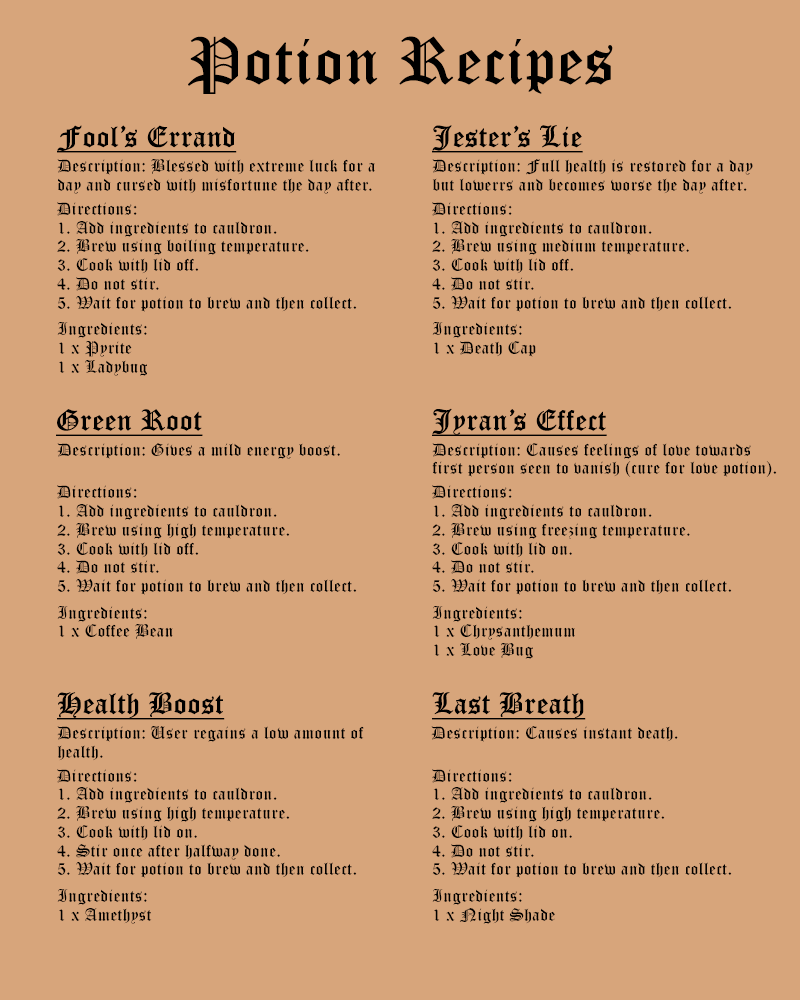 Potion Recipes
Fool's Errand
Description: Blessed with extreme luck for a
day and cursed with misfortune the day after.
Directions:
1. Add ingredients to cauldron.
2. Brew using boiling temperature.
3. Cook with lid off.
4. Do not stir.
5. Wait for potion to brew and then collect.
Ingredients:
1 x Pyrite
1 x Ladybug
Jester's Lie
Description: Full health is restored for a day
but lowerrs and becomes worse the day after.
Directions:
1. Add ingredients to cauldron.
2. Brew using medium temperature.
3. Cook with lid off.
4. Do not stir.
5. Wait for potion to brew and then collect.
Ingredients:
1 x Death Cap
Green Root
Description: Gives a mild energy boost.
Directions:
1. Add ingredients to cauldron.
2. Brew using high temperature.
3. Cook with lid off.
4. Do not stir.
5. Wait for potion to brew and then collect.
Ingredients:
1 x Coffee Bean
Jyran's Effect
Description: Causes feelings of love towards
first person seen to vanish (cure for love potion).
Directions:
1. Add ingredients to cauldron.
2. Brew using freezing temperature.
3. Cook with lid on.
4. Do not stir.
5. Wait for potion to brew and then collect.
Ingredients:
1 x Chrysanthemum
1 x Love Bug
Health Boost
Description: User regains a low amount of
health.
Directions:
1. Add ingredients to cauldron.
2. Brew using high temperature.
3. Cook with lid on.
4. Stir once after halfway done.
5. Wait for potion to brew and then collect.
Ingredients:
1 x Amethyst
Last Breath
Description: Causes instant death.
Directions:
1. Add ingredients to cauldron.
2. Brew using high temperature.
3. Cook with lid on.
4. Do not stir.
5. Wait for potion to brew and then collect.
Ingredients:
1 x Night Shade